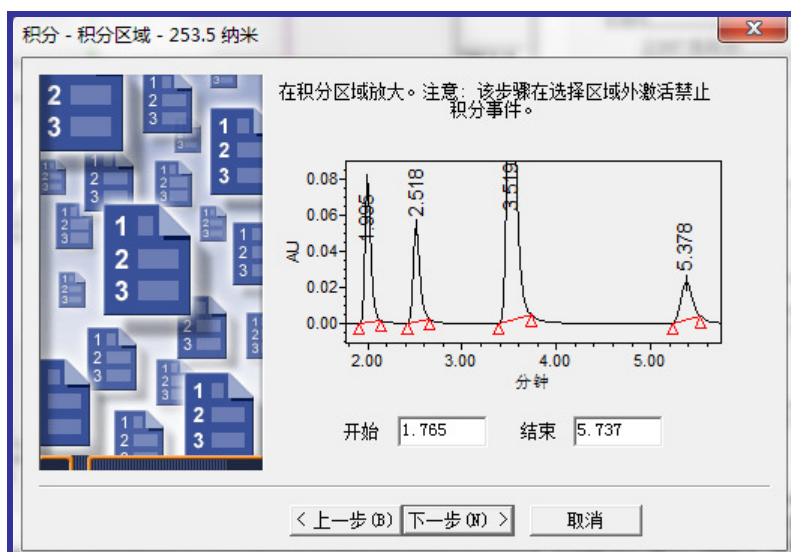 积分 - 积分区域 - 253.5 纳米
在积分区域放大。注意：该步骤在选择区域外激活禁止
积分事件。
1.995
2.518
3.519
5.378
AU
0.08
0.06
0.04
0.02
0.00
2.00 3.00 4.00 5.00
分钟
开始 1.765 结束 5.737
< 上一步(B) 下一步(N) > 取消
1
2
3